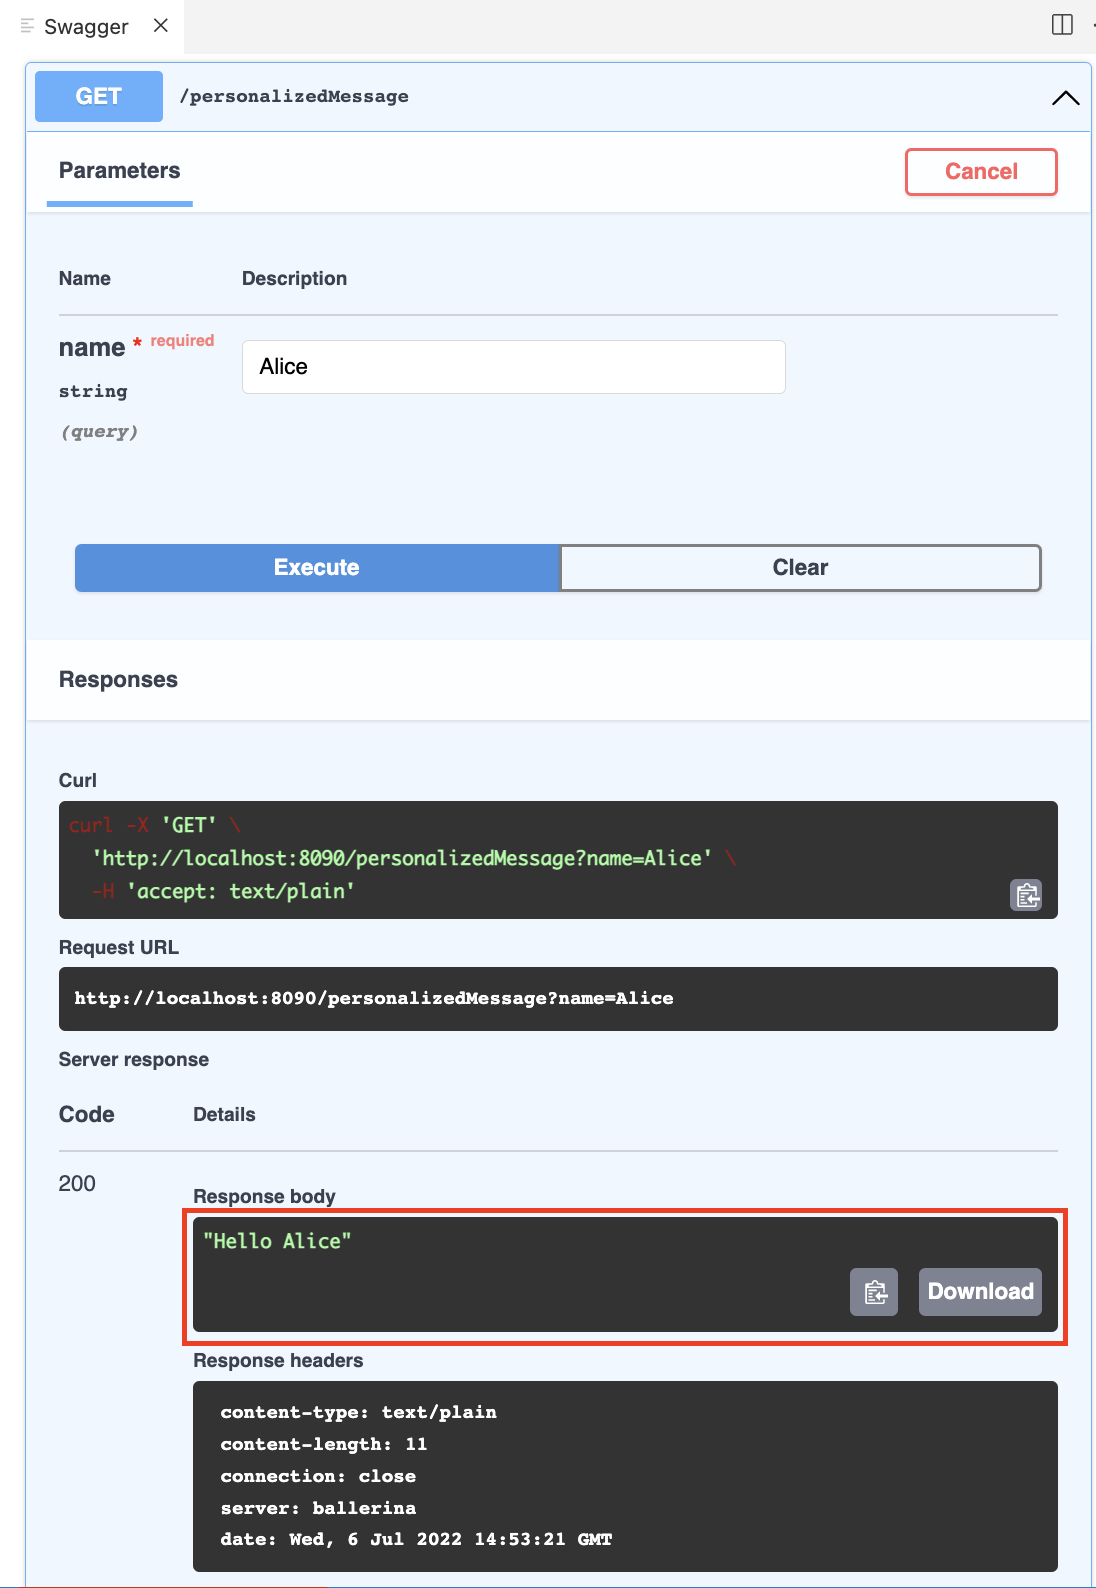 Swagger
GET /personalizedMessage
Parameters
Cancel
Name Description
name * required
Alice
string
(query)
Execute Clear
Responses
Curl
curl -X 'GET' \
'http://localhost:8090/personalizedMessage?name=Alice' \
-H 'accept: text/plain'
Request URL
http://localhost:8090/personalizedMessage?name=Alice
Server response
Code Details
200
Response body
"Hello Alice"
Download
Response headers
content-type: text/plain
content-length: 11
connection: close
server: ballerina
date: Wed, 6 Jul 2022 14:53:21 GMT